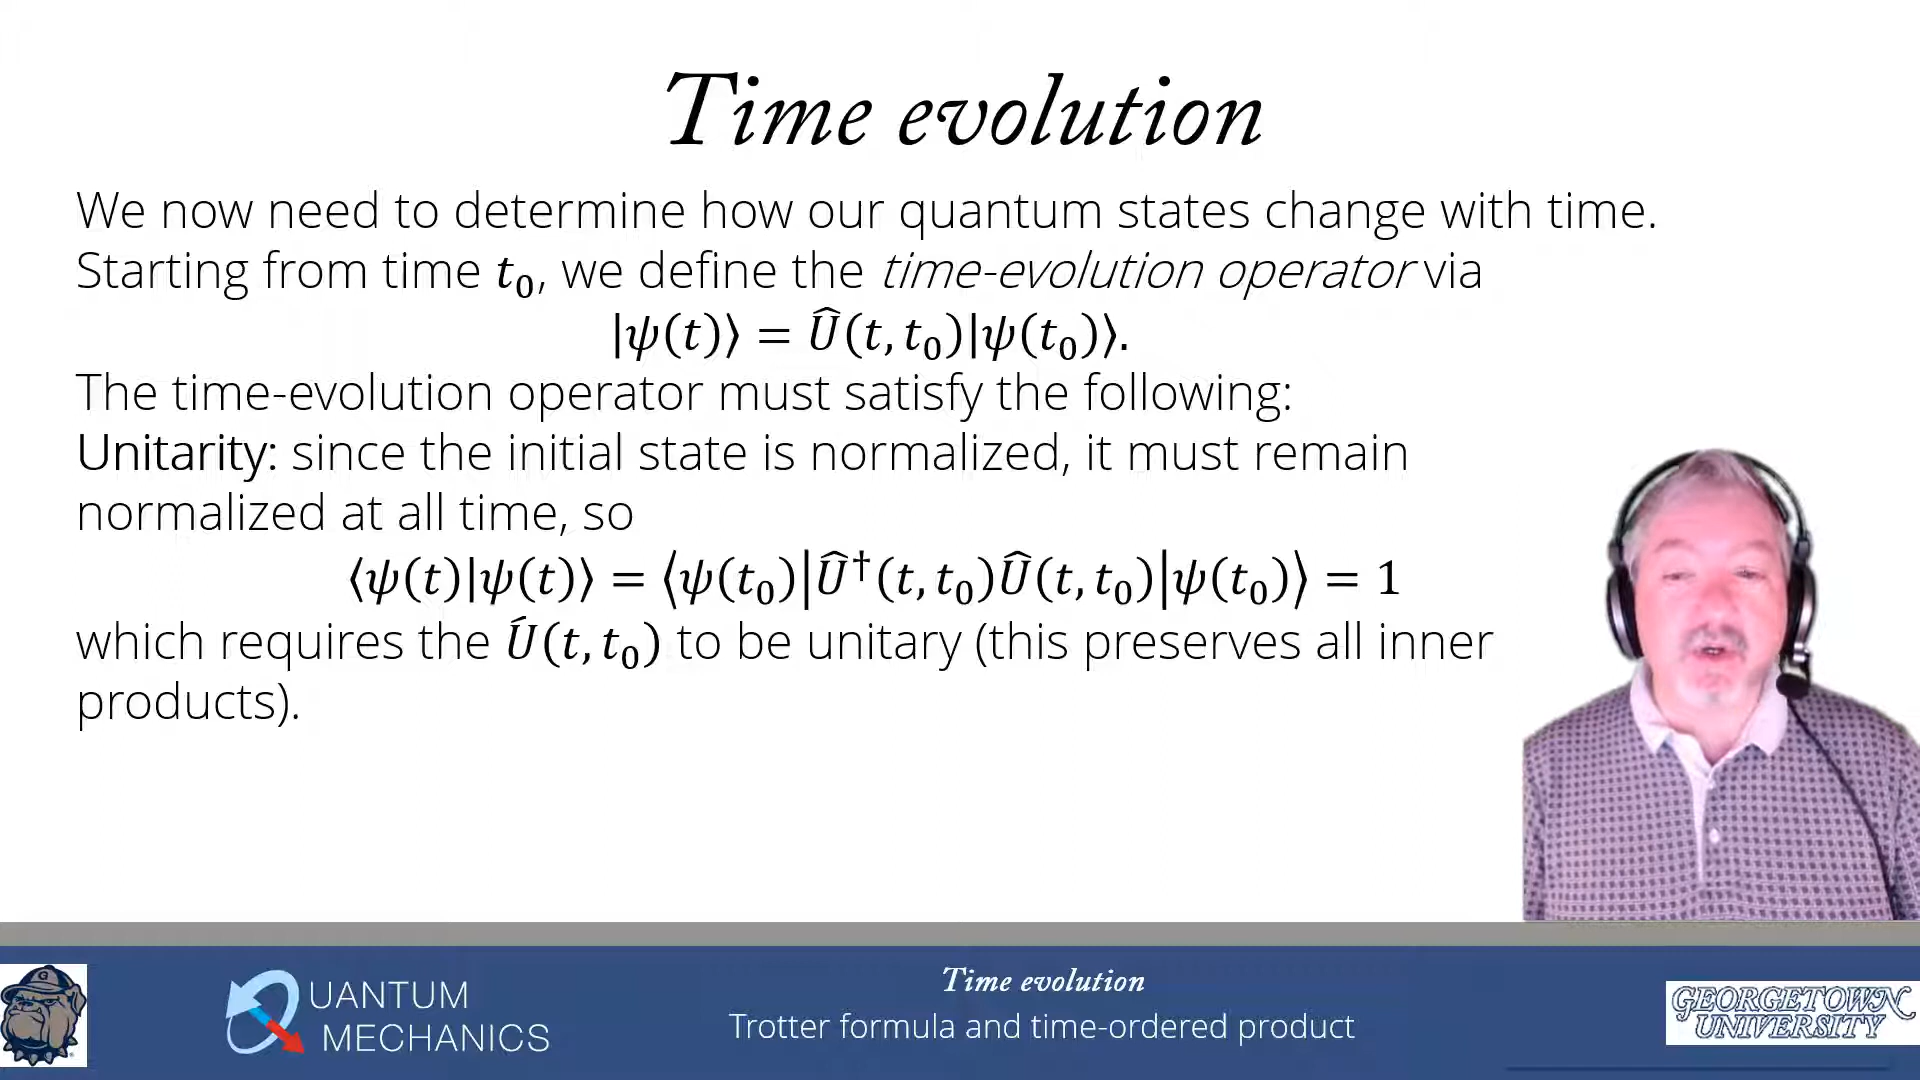 Time evolution
We now need to determine how our quantum states change with time.
Starting from time t₀, we define the time-evolution operator via
|ψ(t)⟩ = Û(t, t₀)|ψ(t₀)⟩.
The time-evolution operator must satisfy the following:
Unitarity: since the initial state is normalized, it must remain
normalized at all time, so
⟨ψ(t)|ψ(t)⟩ = ⟨ψ(t₀)|Û†(t, t₀)Û(t, t₀)|ψ(t₀)⟩ = 1
which requires the Ú(t, t₀) to be unitary (this preserves all inner
products).
G
QUANTUM
MECHANICS
Time evolution
Trotter formula and time-ordered product
GEORGETOWN
UNIVERSITY